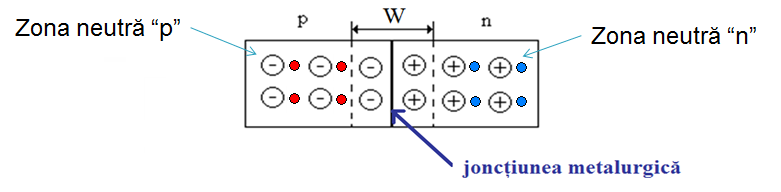 p
W
n
Zona neutră “p”
Zona neutră “n”
joncțiunea metalurgică